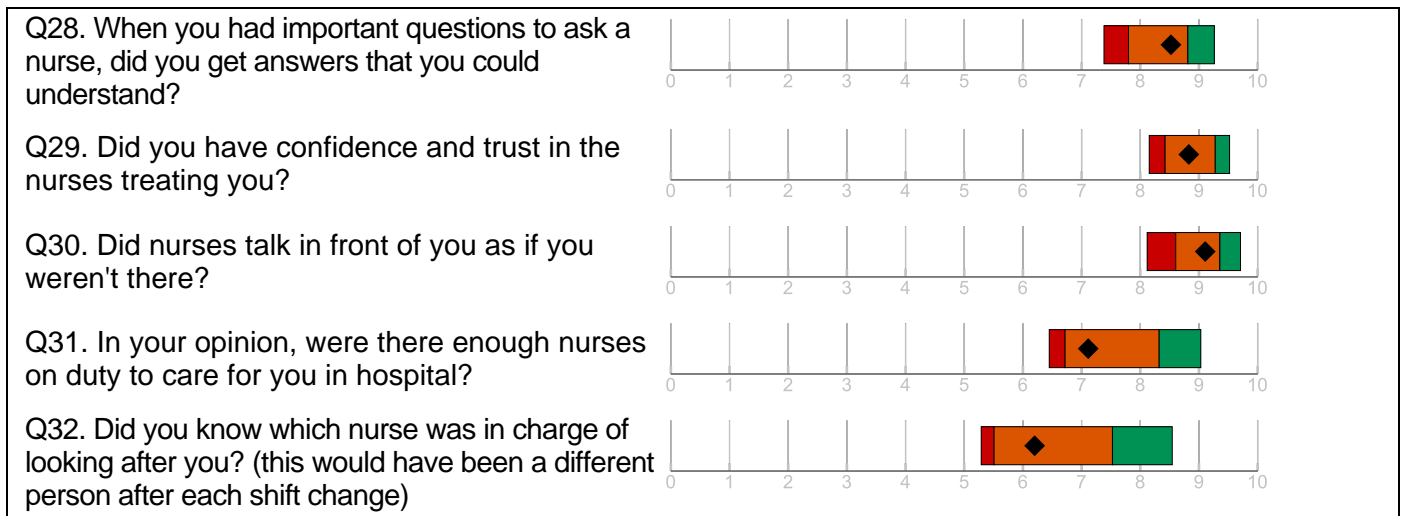 Q28. When you had important questions to ask a
nurse, did you get answers that you could
understand?
0 1 2 3 4 5 6 7 8 9 10
Q29. Did you have confidence and trust in the
nurses treating you?
0 1 2 3 4 5 6 7 8 9 10
Q30. Did nurses talk in front of you as if you
weren't there?
0 1 2 3 4 5 6 7 8 9 10
Q31. In your opinion, were there enough nurses
on duty to care for you in hospital?
0 1 2 3 4 5 6 7 8 9 10
Q32. Did you know which nurse was in charge of
looking after you? (this would have been a different
person after each shift change)
0 1 2 3 4 5 6 7 8 9 10